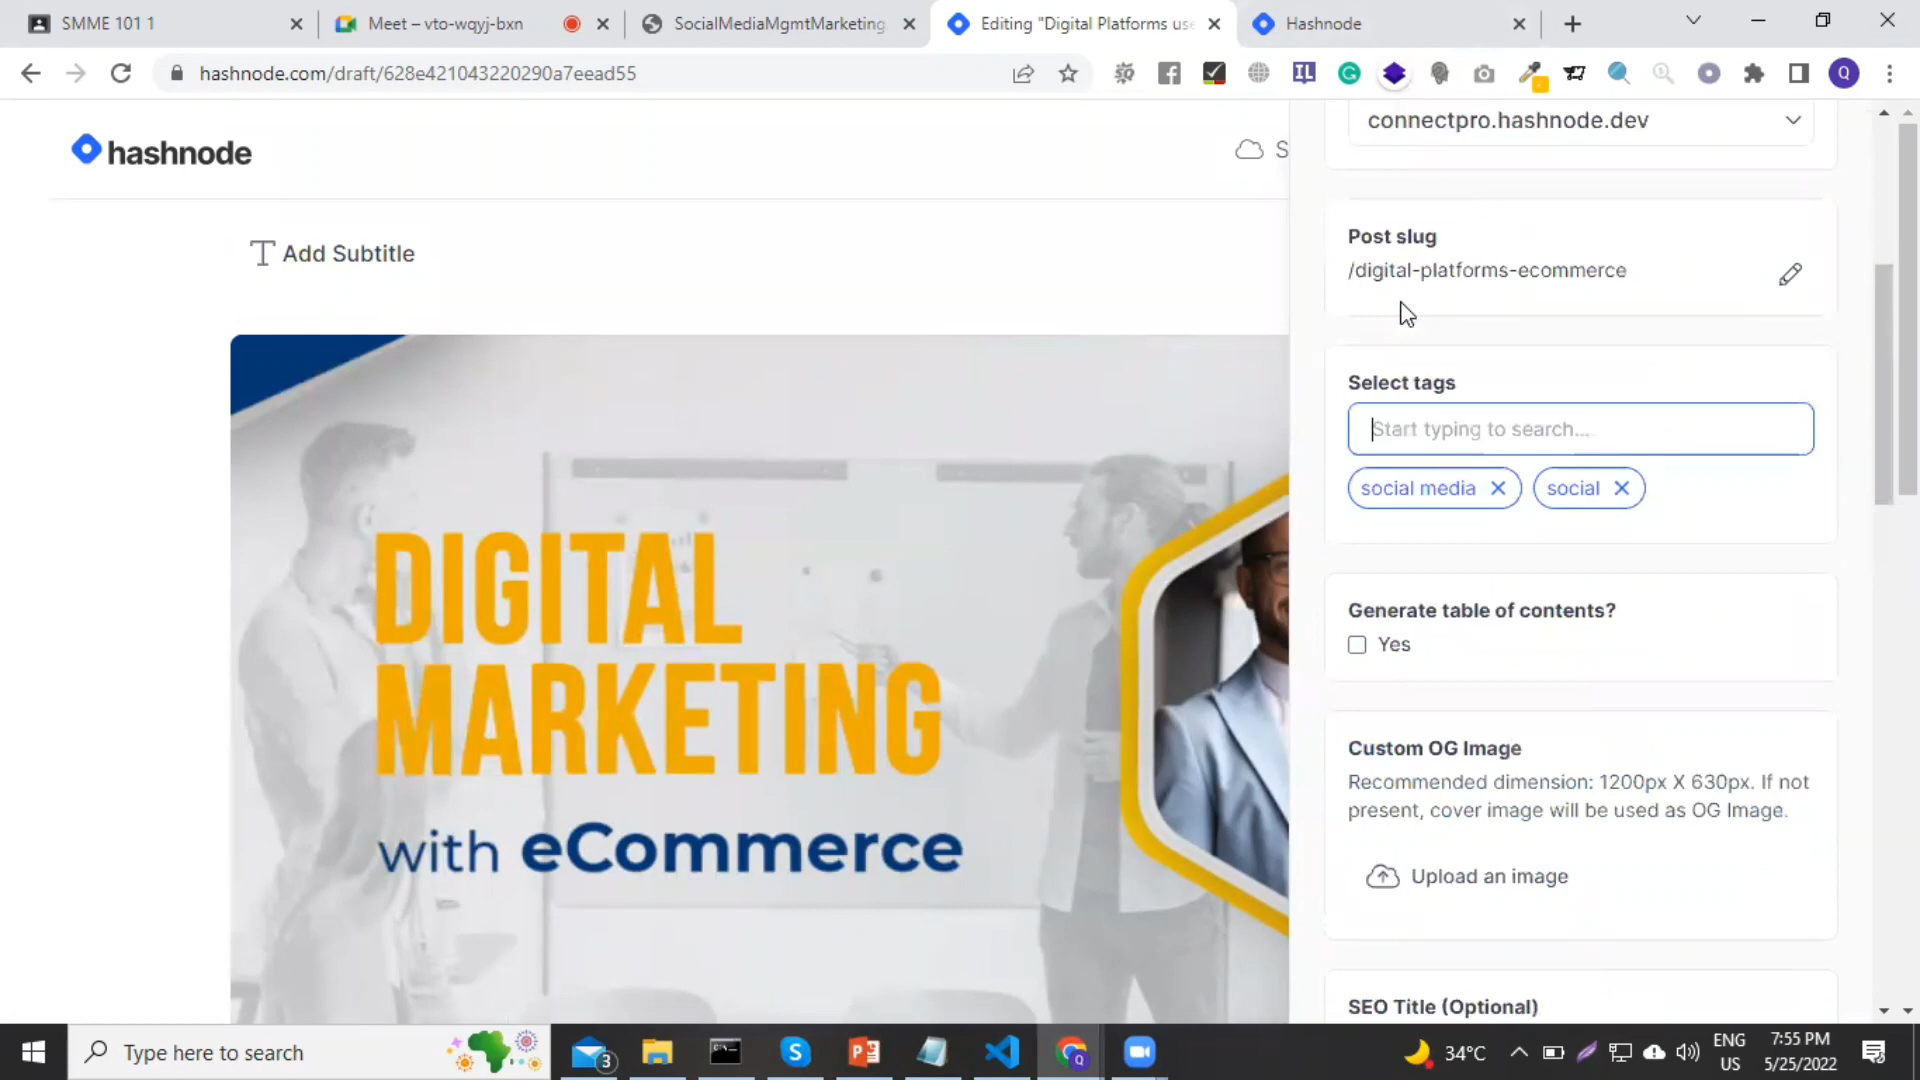 SMME 101 1
Meet – vto-wqyj-bxn
SocialMediaMgmtMarketing
Editing "Digital Platforms use
Hashnode
hashnode.com/draft/628e421043220290a7eead55
IL
Q
hashnode
S
connectpro.hashnode.dev
Add Subtitle
Post slug
/digital-platforms-ecommerce
Select tags
Start typing to search...
social media
social
DIGITAL
MARKETING
with eCommerce
Generate table of contents?
Yes
Custom OG Image
Recommended dimension: 1200px X 630px. If not
present, cover image will be used as OG Image.
Upload an image
SEO Title (Optional)
Type here to search
3
34°C
ENG
US
7:55 PM
5/25/2022